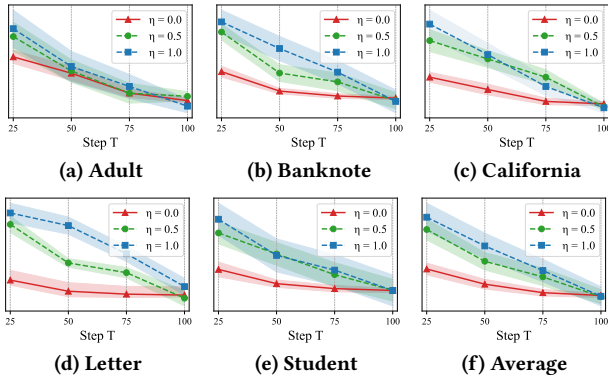 η = 0.0 η = 0.0 η = 0.0
η = 0.5 η = 0.5 η = 0.5
η = 1.0 η = 1.0 η = 1.0
25 50 75 100 25 50 75 100 25 50 75 100
Step T Step T Step T
(a) Adult (b) Banknote (c) California
η = 0.0 η = 0.0 η = 0.0
η = 0.5 η = 0.5 η = 0.5
η = 1.0 η = 1.0 η = 1.0
25 50 75 100 25 50 75 100 25 50 75 100
Step T Step T Step T
(d) Letter (e) Student (f) Average